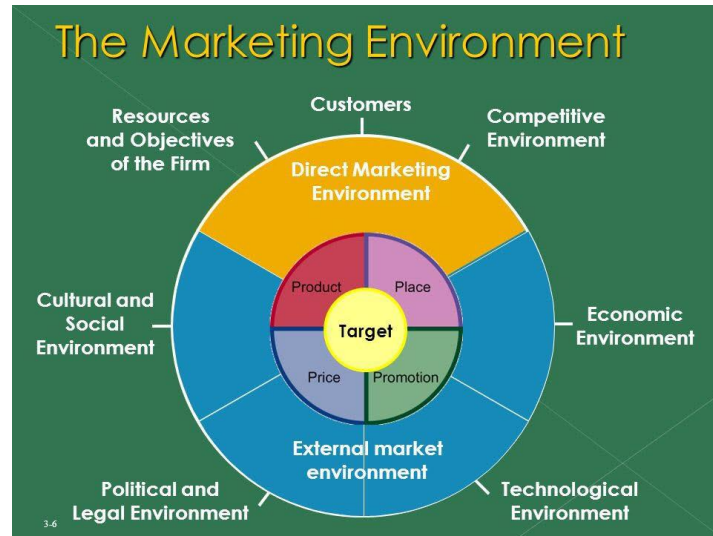 The Marketing Environment
Customers
Resources
and Objectives
of the Firm
Competitive
Environment
Direct Marketing
Environment
Product
Place
Cultural and
Social
Environment
Target
Economic
Environment
Price
Promotion
External market
environment
Political and
Legal Environment
Technological
Environment
3-6